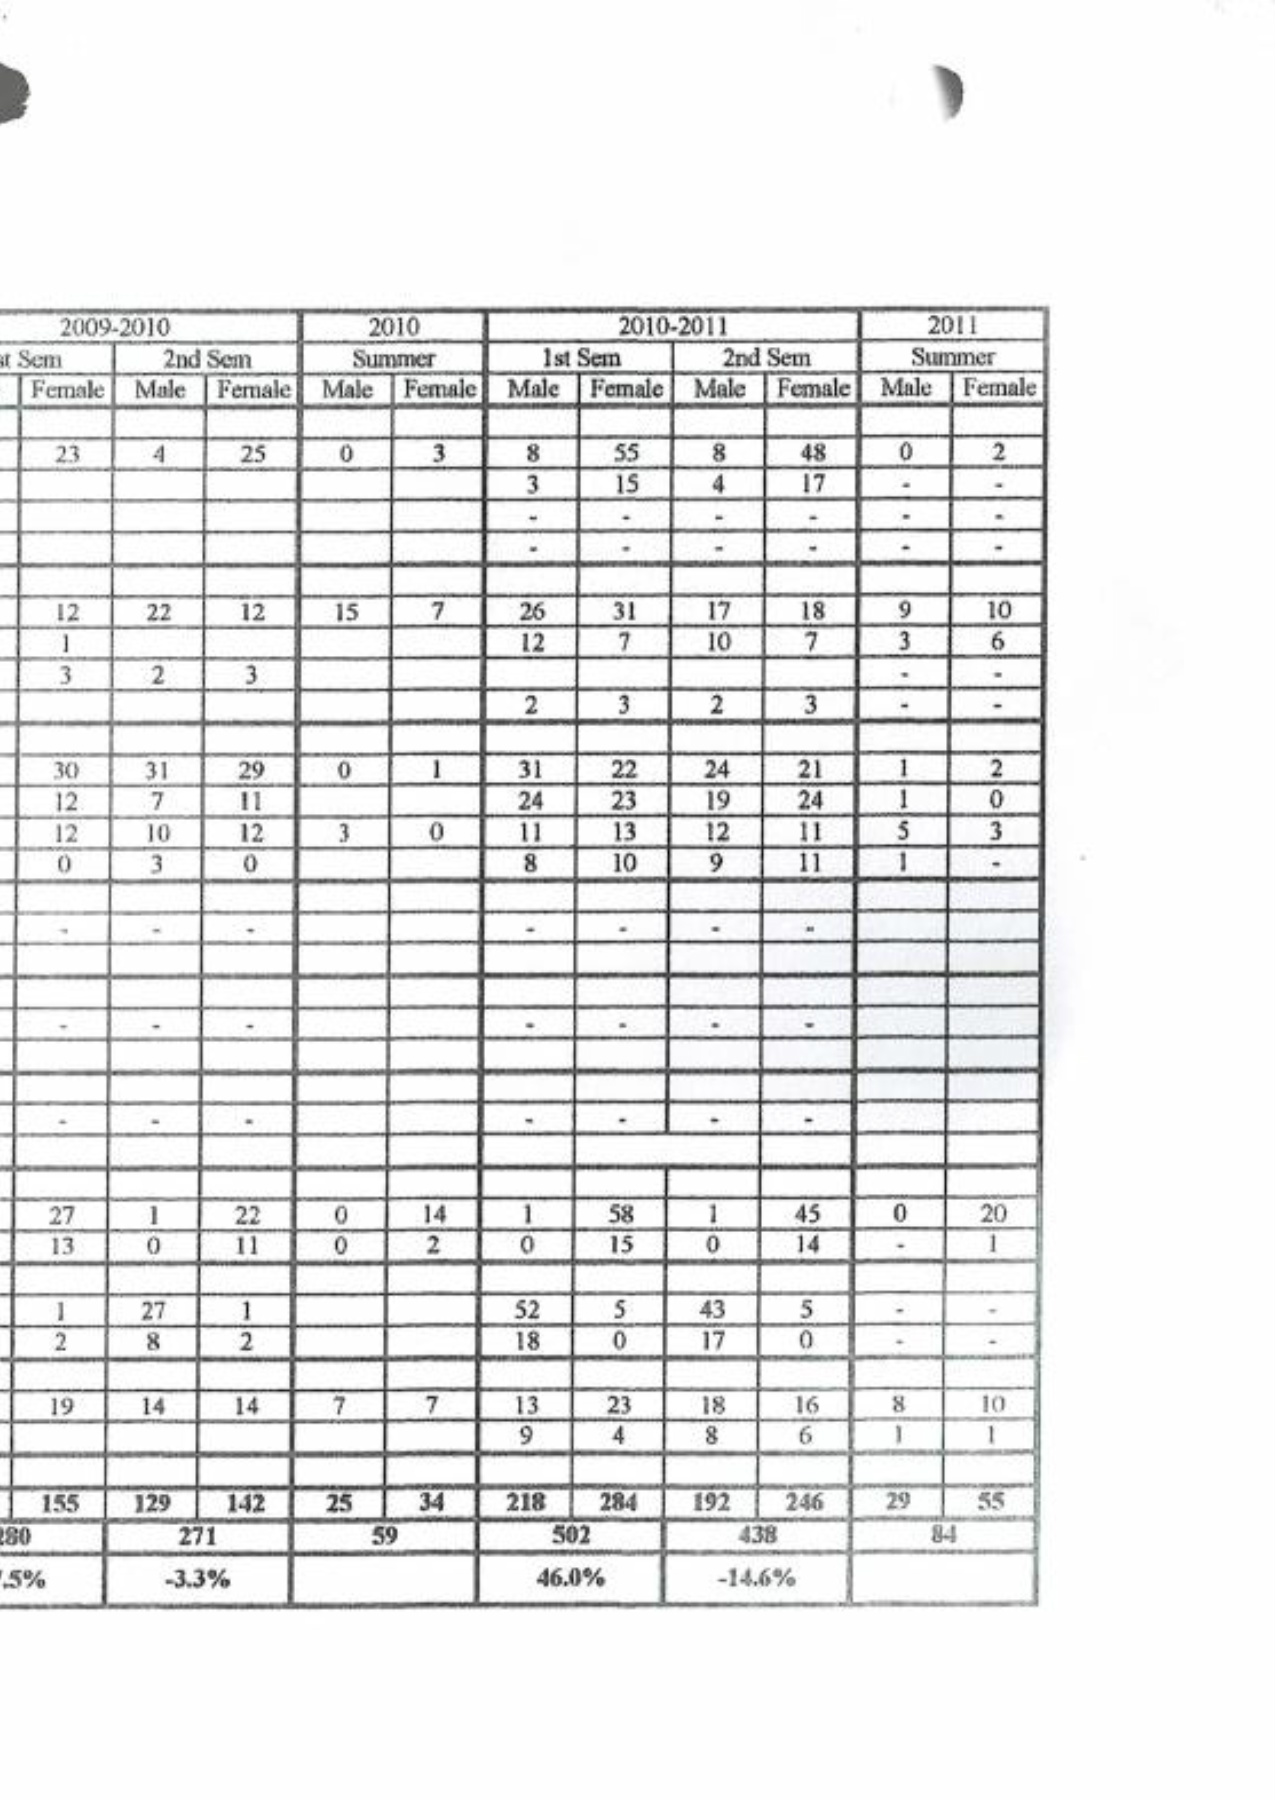 2009-2010 2010 2010-2011 2011
Sem 2nd Sem Summer 1st Sem 2nd Sem Summer
Female Male Female Male Female Male Female Male Female Male Female
23 4 25 0 3 8 55 8 48 0 2
3 15 4 17 - -
- - - - - -
- - - - - -
12 22 12 15 7 26 31 17 18 9 10
1 12 7 10 7 3 6
3 2 3 - -
2 3 2 3 - -
30 31 29 0 1 31 22 24 21 1 2
12 7 11 24 23 19 24 1 0
12 10 12 3 0 11 13 12 11 5 3
0 3 0 8 10 9 11 1 -
- - - - - - -
- - - - - - -
- - - - - - -
27 1 22 0 14 1 58 1 45 0 20
13 0 11 0 2 0 15 0 14 - 1
1 27 1 52 5 43 5 - -
2 8 2 18 0 17 0 - -
19 14 14 7 7 13 23 18 16 8 10
9 4 8 6 1 1
155 129 142 25 34 218 284 192 246 29 55
280 271 59 502 438 84
.5% -3.3% 46.0% -14.6%